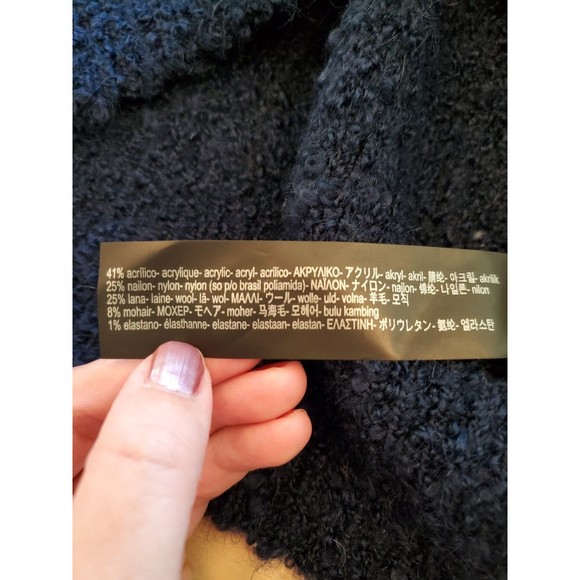 41% acrílico- acrylique- acrylic- acryl- acrilico- ΑΚΡΥΛΙΚΟ- アクリル- akryl- akril- 腈纶- 아크릴- akrilik
25% nailon- nylon- nylon (so p/o brasil poliamida)- ΝΑΪΛΟΝ- ナイロン- najlon- 锦纶- 나일론- nilon
25% lana- laine- wool- lã- wol- ΜΑΛΛΙ- ウール- wolle- uld- volna- 羊毛- 모직
8% mohair- ΜΟΧΕΡ- モヘア- moher- 马海毛- 모헤어- bulu kambing
1% elastano- élasthanne- elastane- elastaan- elastan- ΕΛΑΣΤΙΝΗ- ポリウレタン- 氨纶- 엘라스탄